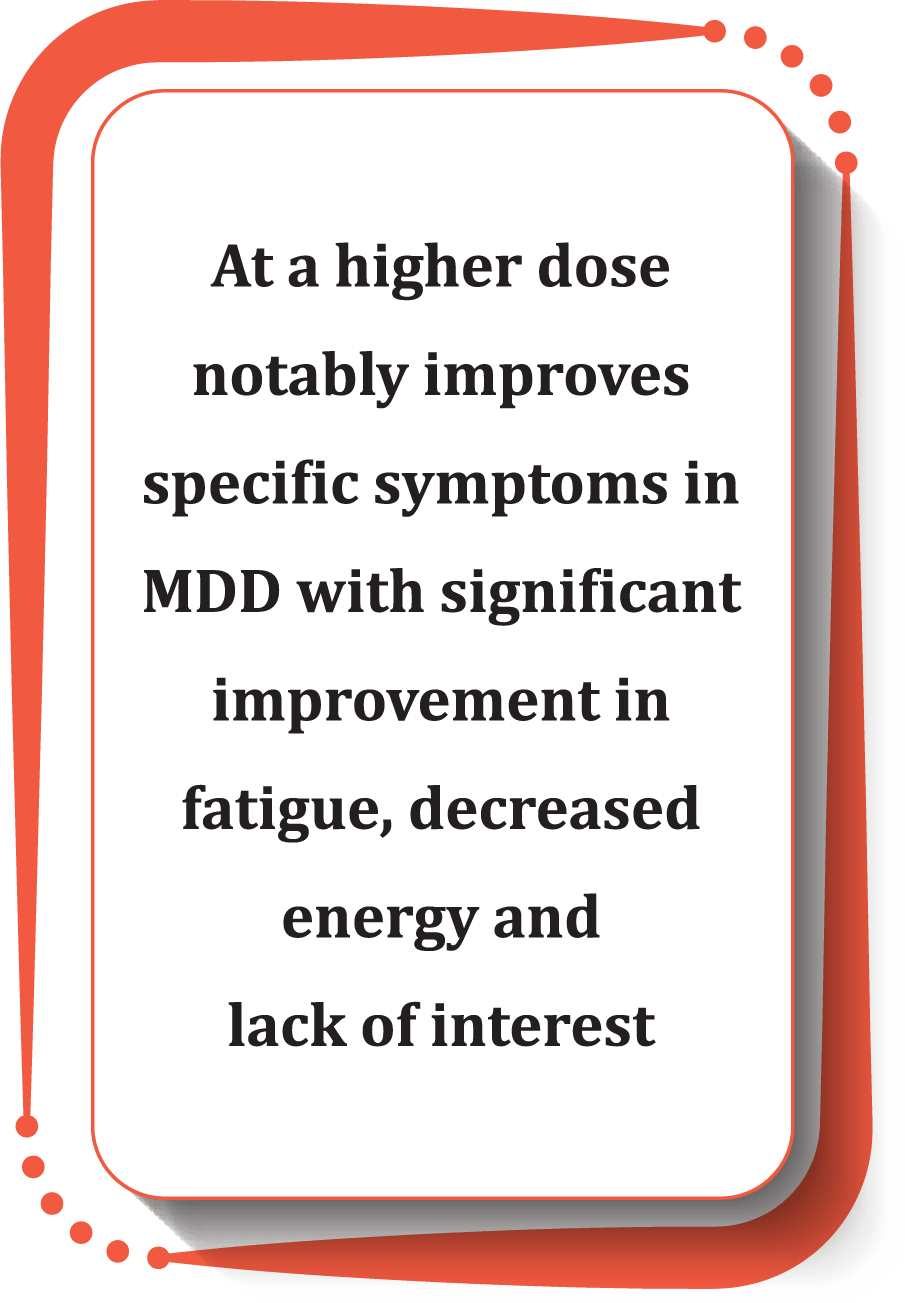 At a higher dose
notably improves
specific symptoms in
MDD with significant
improvement in
fatigue, decreased
energy and
lack of interest